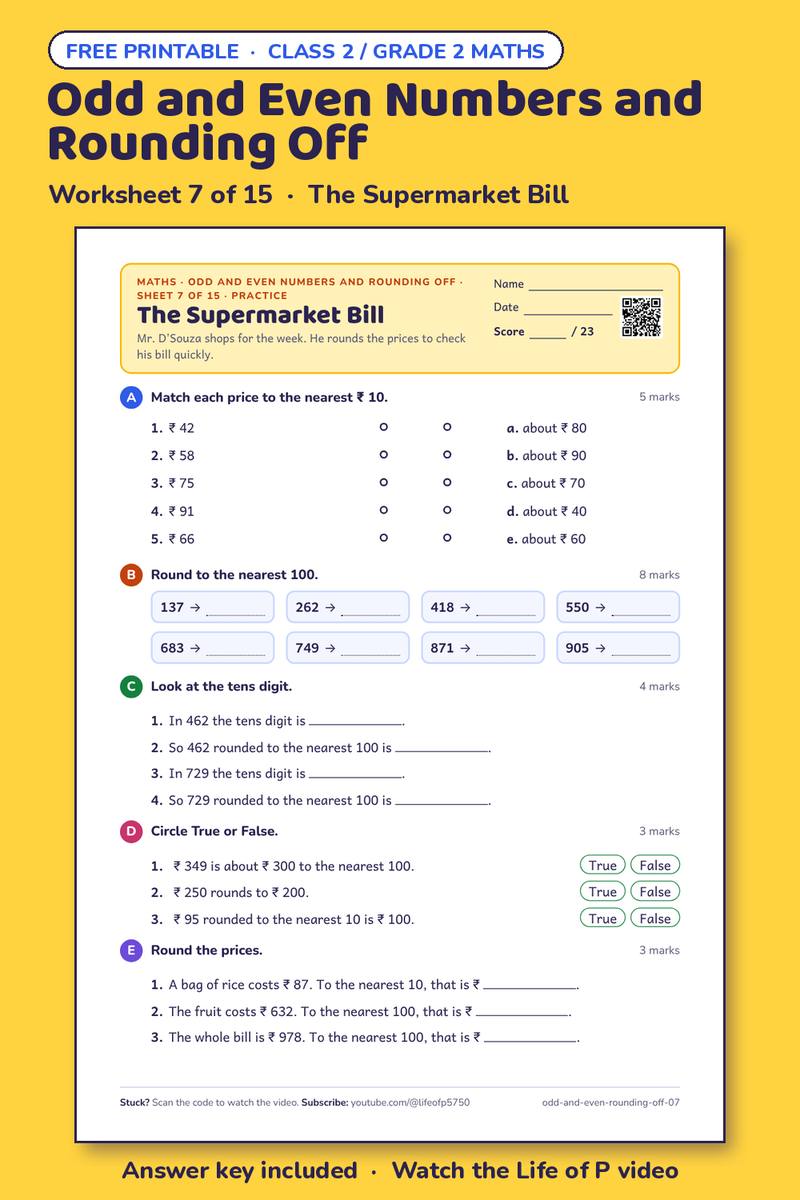 FREE PRINTABLE · CLASS 2 / GRADE 2 MATHS
Odd and Even Numbers and
Rounding Off
Worksheet 7 of 15 · The Supermarket Bill
MATHS · ODD AND EVEN NUMBERS AND ROUNDING OFF ·
SHEET 7 OF 15 · PRACTICE
The Supermarket Bill
Mr. D'Souza shops for the week. He rounds the prices to check
his bill quickly.
Name
Date
Score / 23
A Match each price to the nearest ₹ 10. 5 marks
1. ₹ 42 a. about ₹ 80
2. ₹ 58 b. about ₹ 90
3. ₹ 75 c. about ₹ 70
4. ₹ 91 d. about ₹ 40
5. ₹ 66 e. about ₹ 60
B Round to the nearest 100. 8 marks
137 → 262 → 418 → 550 →
683 → 749 → 871 → 905 →
C Look at the tens digit. 4 marks
1. In 462 the tens digit is ____.
2. So 462 rounded to the nearest 100 is ____.
3. In 729 the tens digit is ____.
4. So 729 rounded to the nearest 100 is ____.
D Circle True or False. 3 marks
1. ₹ 349 is about ₹ 300 to the nearest 100. True False
2. ₹ 250 rounds to ₹ 200. True False
3. ₹ 95 rounded to the nearest 10 is ₹ 100. True False
E Round the prices. 3 marks
1. A bag of rice costs ₹ 87. To the nearest 10, that is ₹ ____.
2. The fruit costs ₹ 632. To the nearest 100, that is ₹ ____.
3. The whole bill is ₹ 978. To the nearest 100, that is ₹ ____.
Stuck? Scan the code to watch the video. Subscribe: youtube.com/@lifeofp5750 odd-and-even-rounding-off-07
Answer key included · Watch the Life of P video